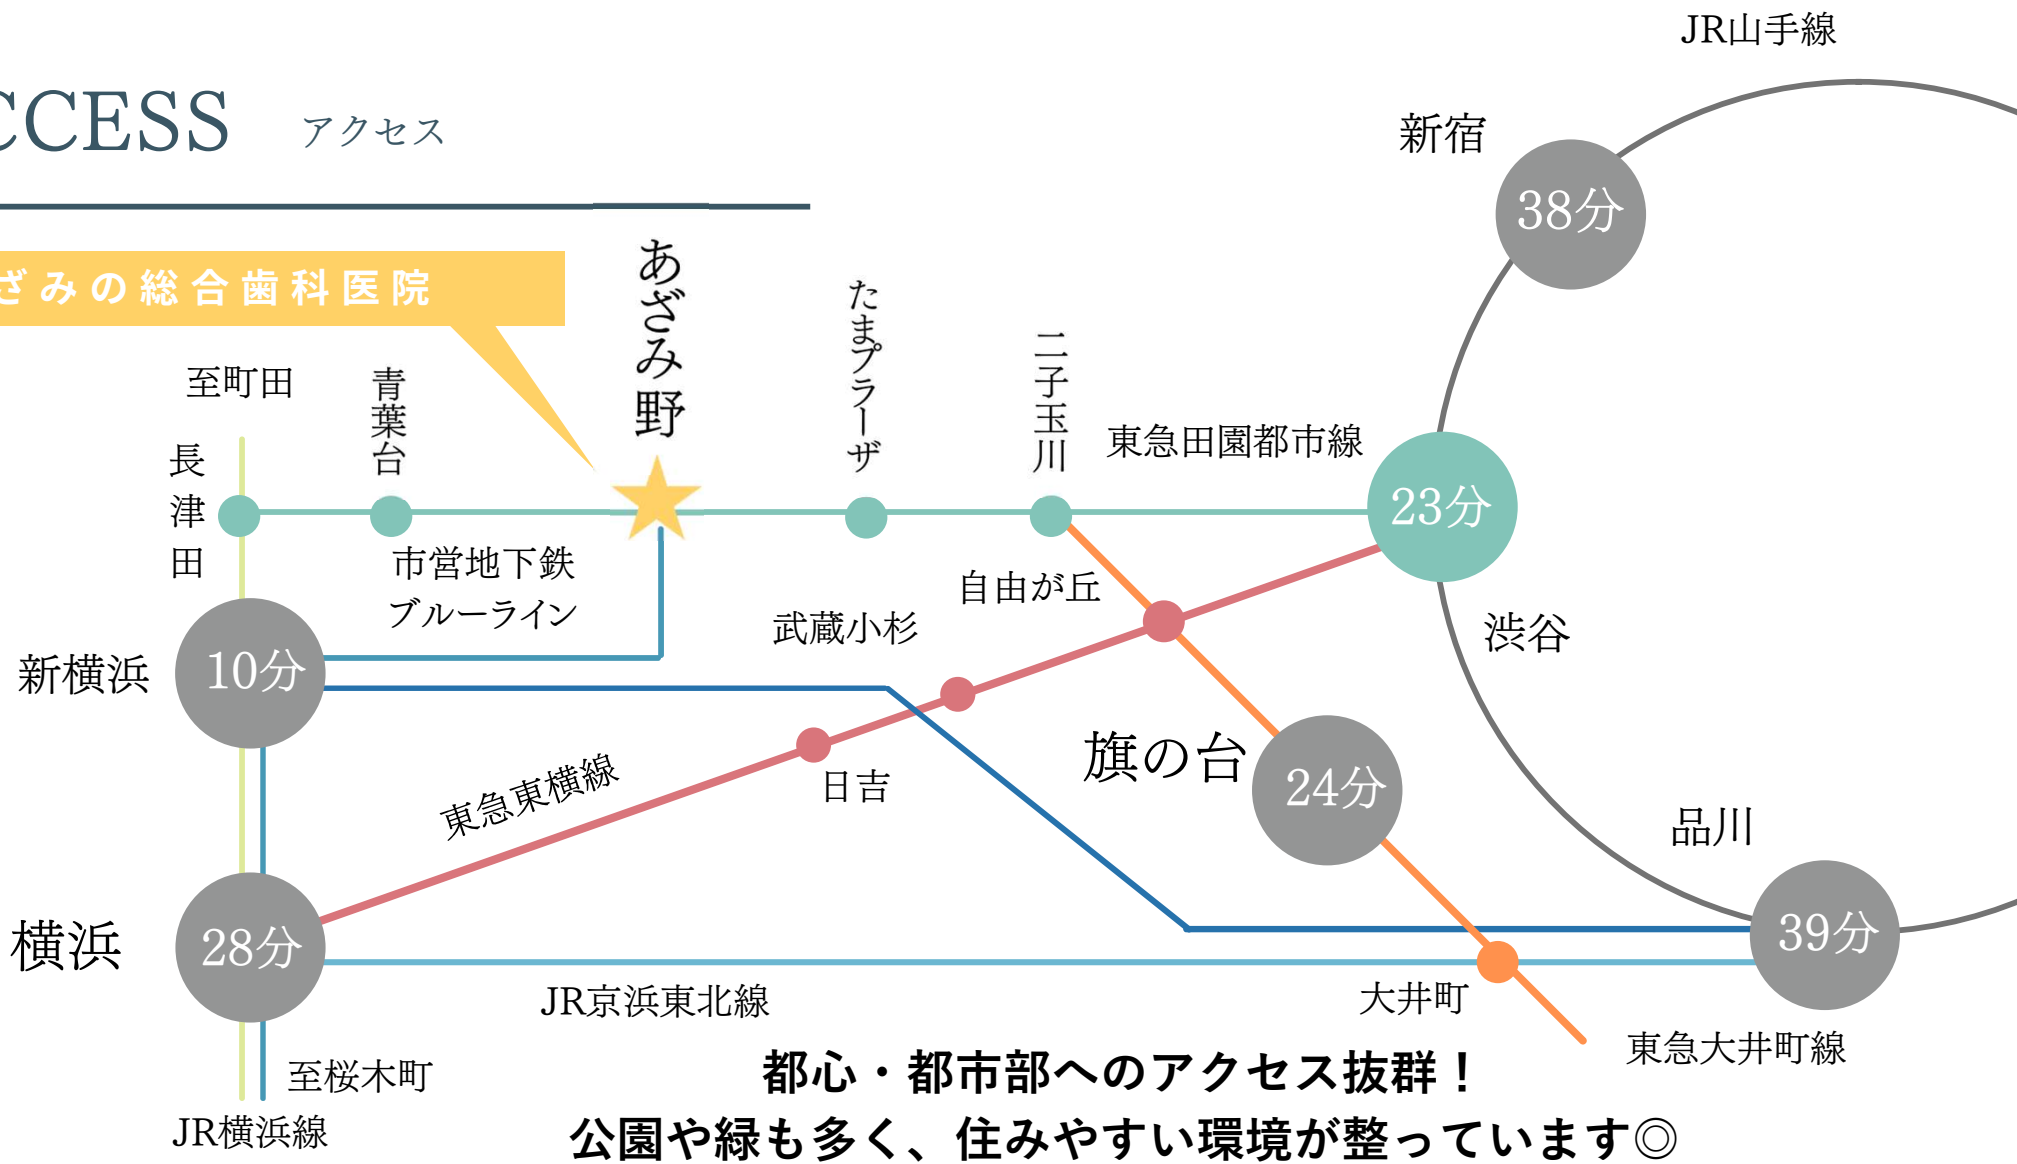 JR山手線
CCESS アクセス
新宿
38分
ざみの総合歯科医院
あざみ野
たまプラーザ
二子玉川
至町田
青葉台
長津田
東急田園都市線
23分
市営地下鉄
ブルーライン
自由が丘
武蔵小杉
渋谷
新横浜
10分
旗の台
24分
日吉
東急東横線
品川
39分
横浜
28分
JR京浜東北線
大井町
東急大井町線
至桜木町
JR横浜線
都心・都市部へのアクセス抜群！
公園や緑も多く、住みやすい環境が整っています◎